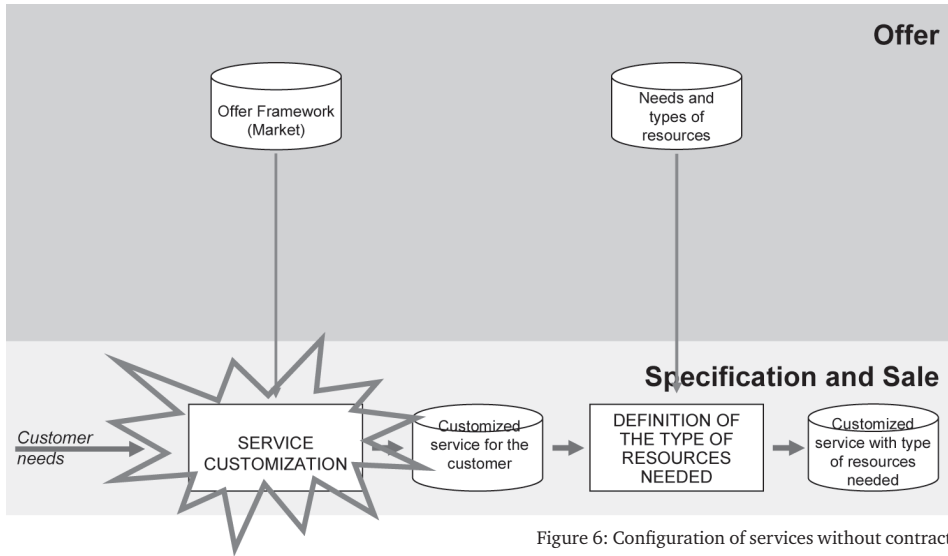 Offer
Offer Framework
(Market)
Needs and
types of
resources
Specification and Sale
Customer
needs
SERVICE
CUSTOMIZATION
Customized
service for the
customer
DEFINITION OF
THE TYPE OF
RESOURCES
NEEDED
Customized
service with type
of resources
needed
Figure 6: Configuration of services without contract